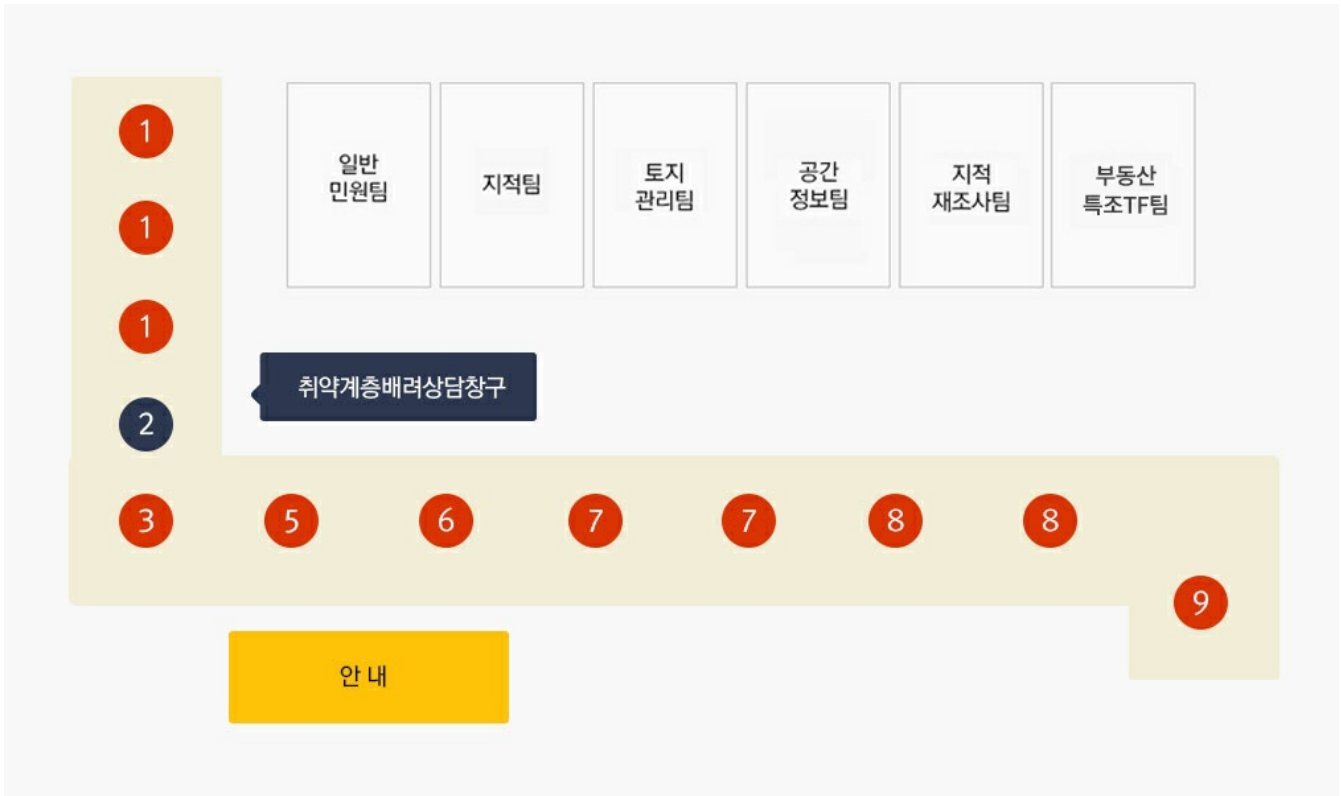 1
일반
민원팀
지적팀
토지
관리팀
공간
정보팀
지적
재조사팀
부동산
특조TF팀
1
1
취약계층배려상담창구
2
3 5 6 7 7 8 8
9
안 내